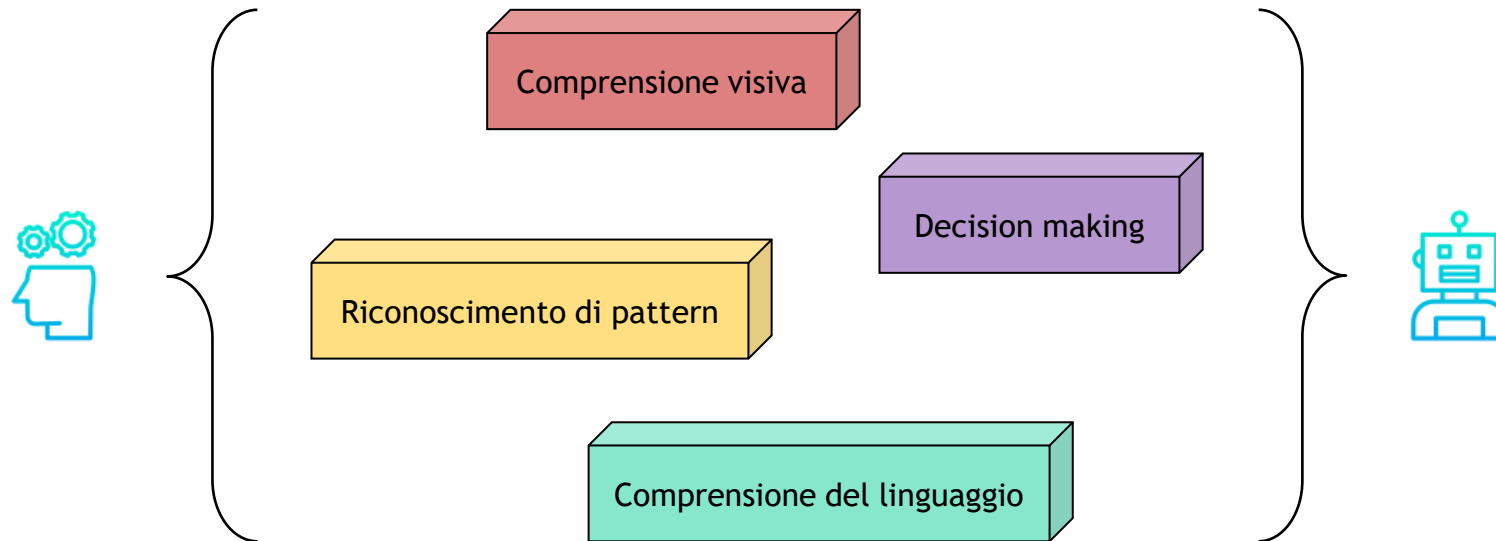 Comprensione visiva
Decision making
Riconoscimento di pattern
Comprensione del linguaggio